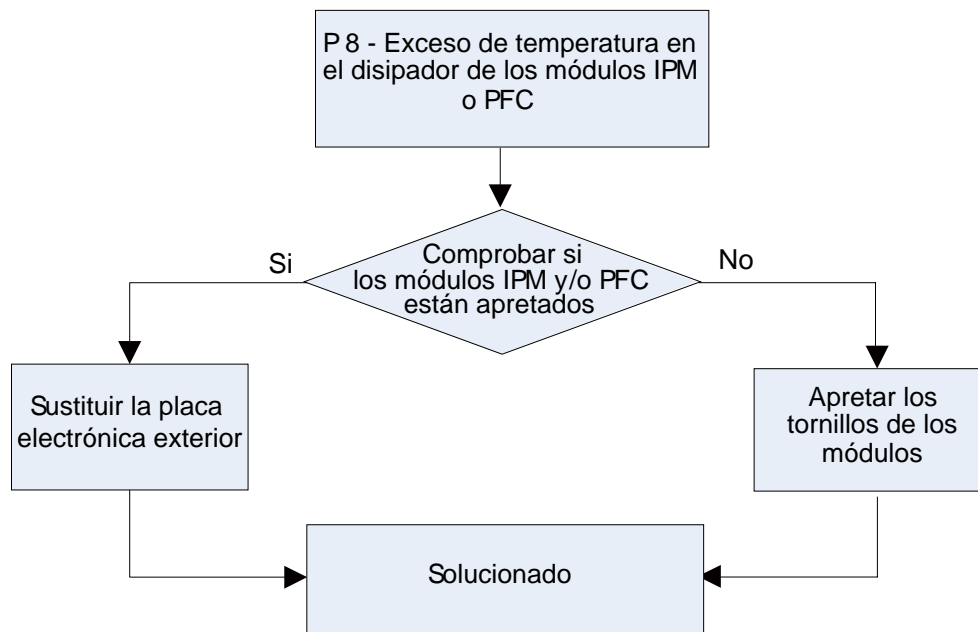 P8 - Exceso de temperatura en
el disipador de los módulos IPM
o PFC
Comprobar si
los módulos IPM y/o PFC
están apretados
Si
No
Sustituir la placa
electrónica exterior
Apretar los
tornillos de los
módulos
Solucionado